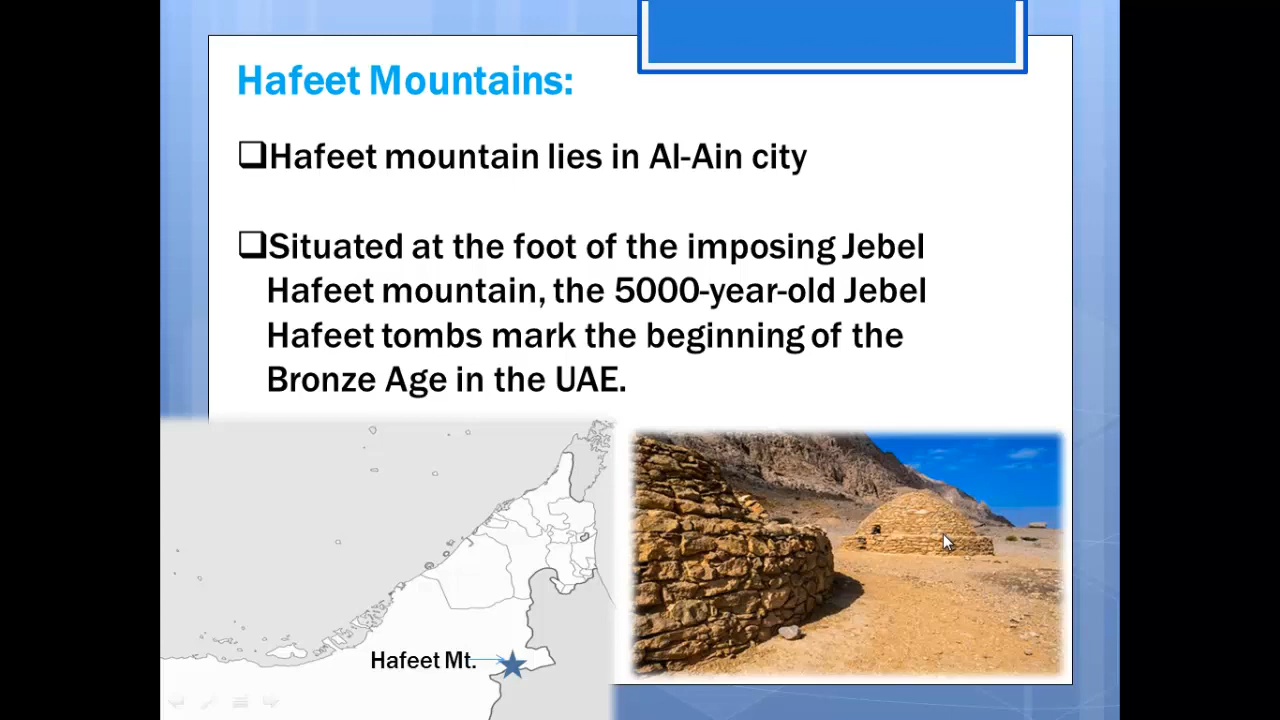 Hafeet Mountains:
❑Hafeet mountain lies in Al-Ain city
❑Situated at the foot of the imposing Jebel
Hafeet mountain, the 5000-year-old Jebel
Hafeet tombs mark the beginning of the
Bronze Age in the UAE.
Hafeet Mt.